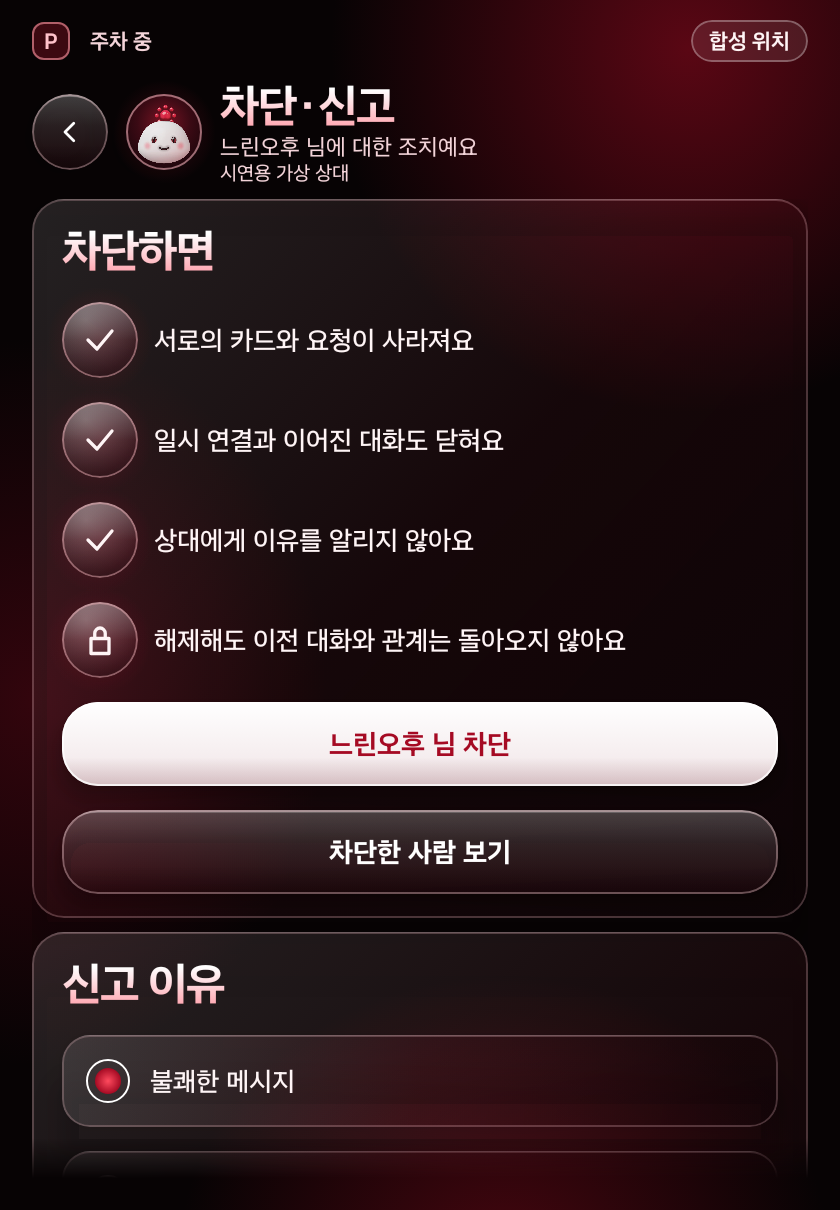 P 주차 중
합성 위치
차단·신고
느린오후 님에 대한 조치예요
시연용 가상 상대
차단하면
서로의 카드와 요청이 사라져요
일시 연결과 이어진 대화도 닫혀요
상대에게 이유를 알리지 않아요
해제해도 이전 대화와 관계는 돌아오지 않아요
느린오후 님 차단
차단한 사람 보기
신고 이유
불쾌한 메시지